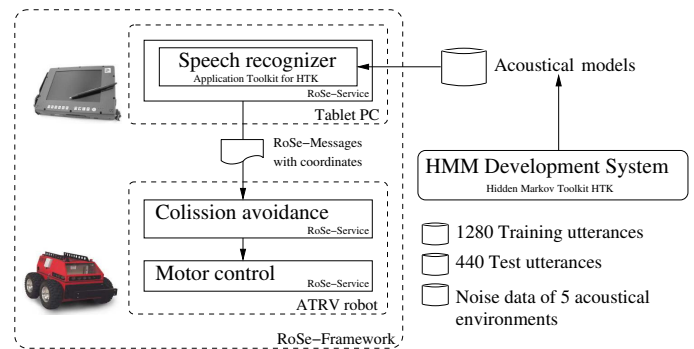 Speech recognizer
Application Toolkit for HTK
RoSe−Service
Tablet PC
Acoustical models
RoSe−Messages
with coordinates
HMM Development System
Hidden Markov Toolkit HTK
Colission avoidance
RoSe−Service
Motor control
RoSe−Service
ATRV robot
RoSe−Framework
1280 Training utterances
440 Test utterances
Noise data of 5 acoustical
environments